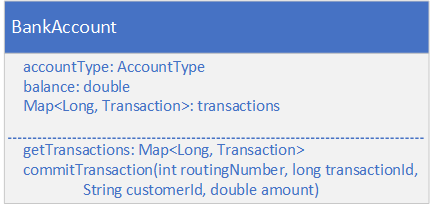 BankAccount
accountType: AccountType
balance: double
Map<Long, Transaction>: transactions
getTransactions: Map<Long, Transaction>
commitTransaction(int routingNumber, long transactionId,
String customerId, double amount)